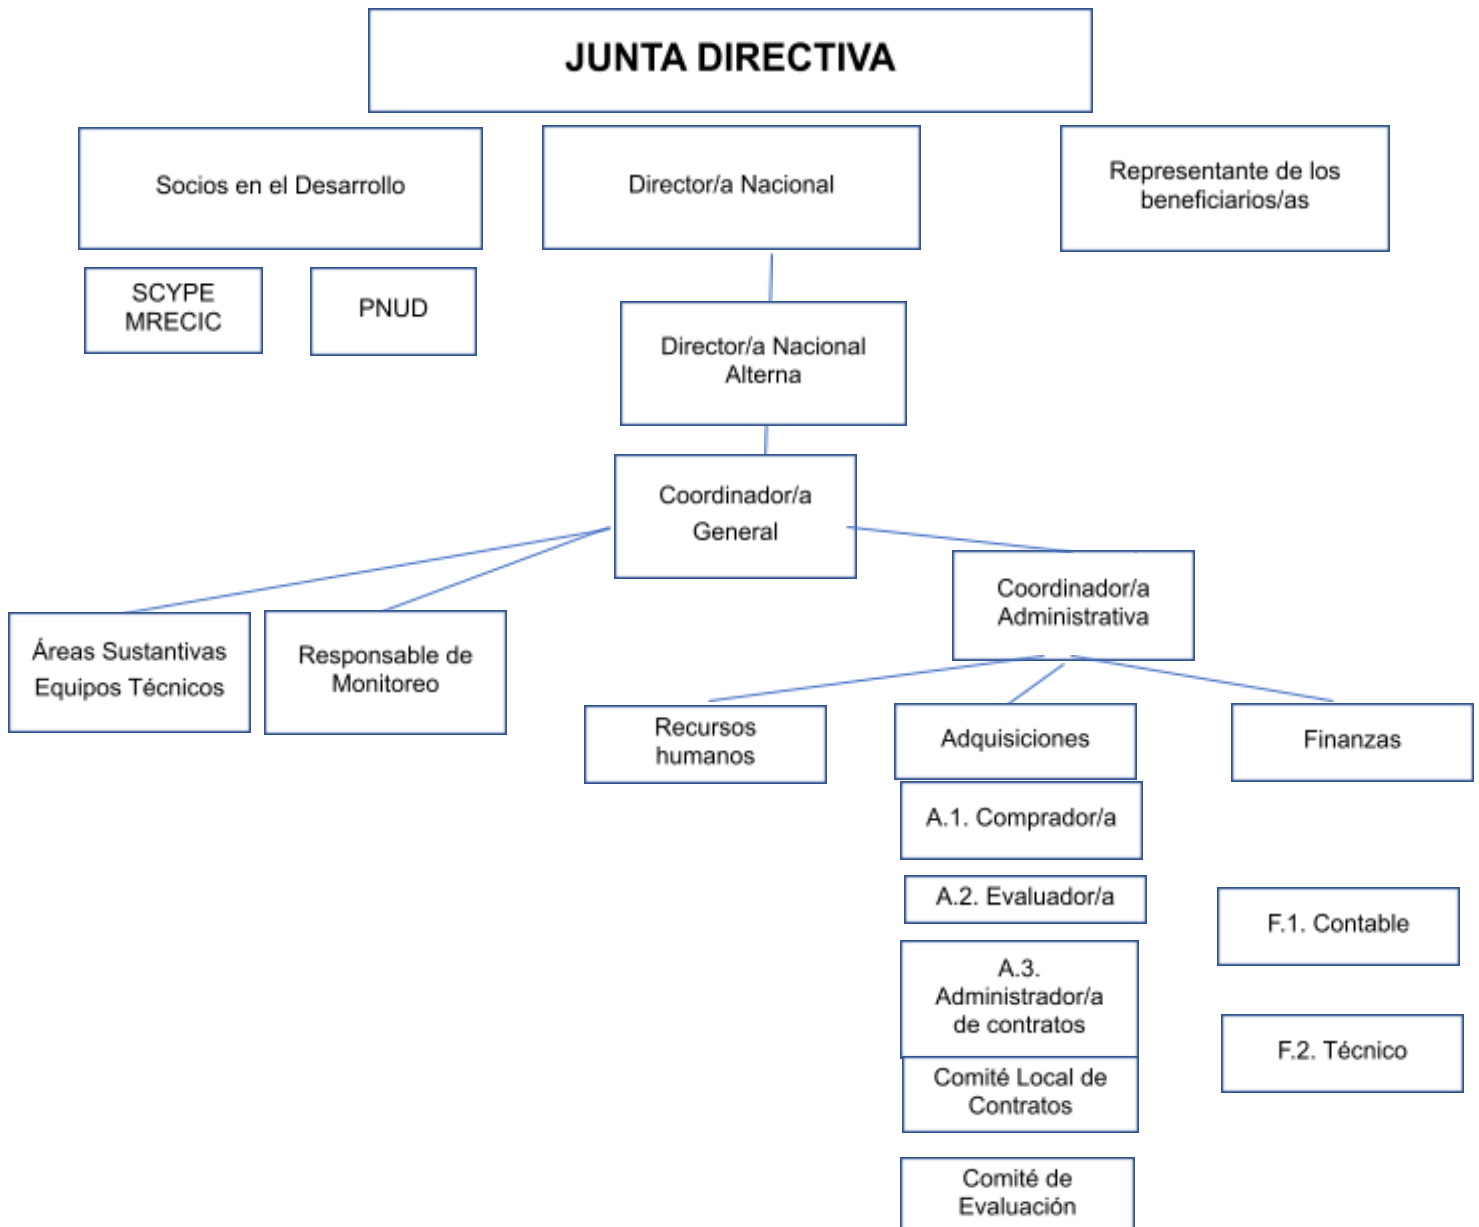 JUNTA DIRECTIVA
Socios en el Desarrollo
Director/a Nacional
Representante de los
beneficiarios/as
SCYPE
MRECIC
PNUD
Director/a Nacional
Alterna
Coordinador/a
General
Coordinador/a
Administrativa
Áreas Sustantivas
Equipos Técnicos
Responsable de
Monitoreo
Recursos
humanos
Adquisiciones
Finanzas
A.1. Comprador/a
A.2. Evaluador/a
F.1. Contable
A.3.
Administrador/a
de contratos
F.2. Técnico
Comité Local de
Contratos
Comité de
Evaluación